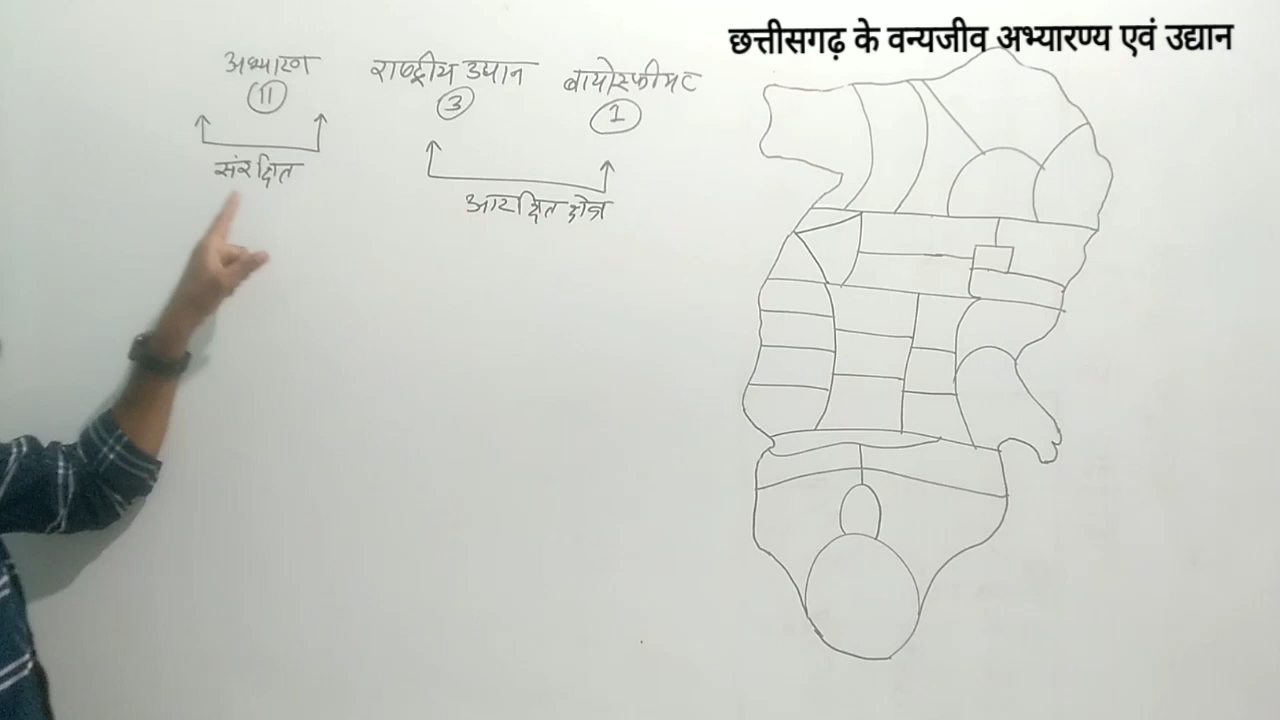 छत्तीसगढ़ के वन्यजीव अभ्यारण्य एवं उद्यान
अभ्यारण राष्ट्रीय उद्यान बायोस्फीयर
11 3 1
संरक्षित
आरक्षित क्षेत्र